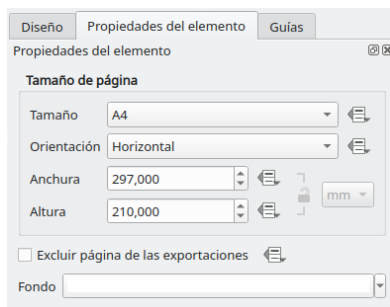 Diseño Propiedades del elemento Guías
Propiedades del elemento
Tamaño de página
Tamaño A4
Orientación Horizontal
Anchura 297,000
mm
Altura 210,000
Excluir página de las exportaciones
Fondo